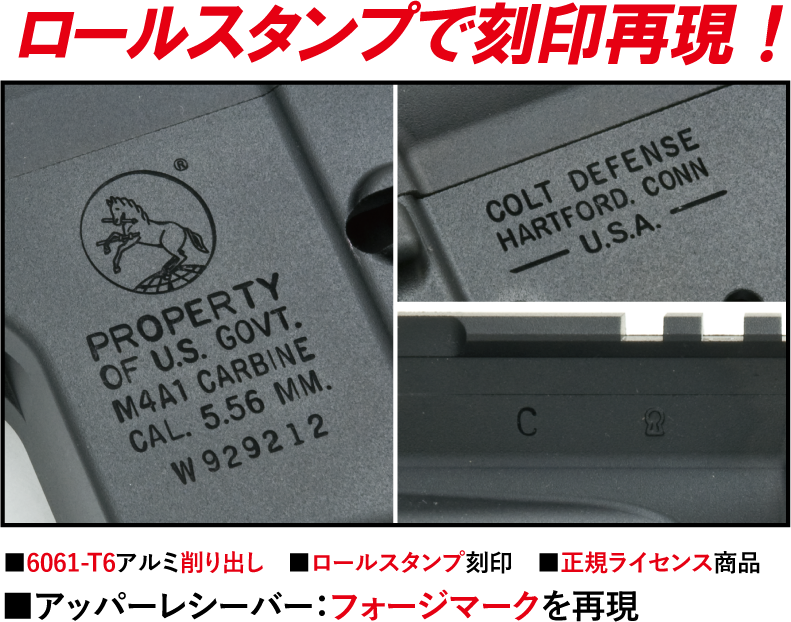 ロールスタンプで刻印再現！
®
PROPERTY
OF U.S. GOVT.
M4A1 CARBINE
CAL. 5.56 MM.
W929212
COLT DEFENSE
HARTFORD, CONN
U.S.A.
C
■6061-T6アルミ削り出し ■ロールスタンプ刻印 ■正規ライセンス商品
■アッパーレシーバー：フォージマークを再現